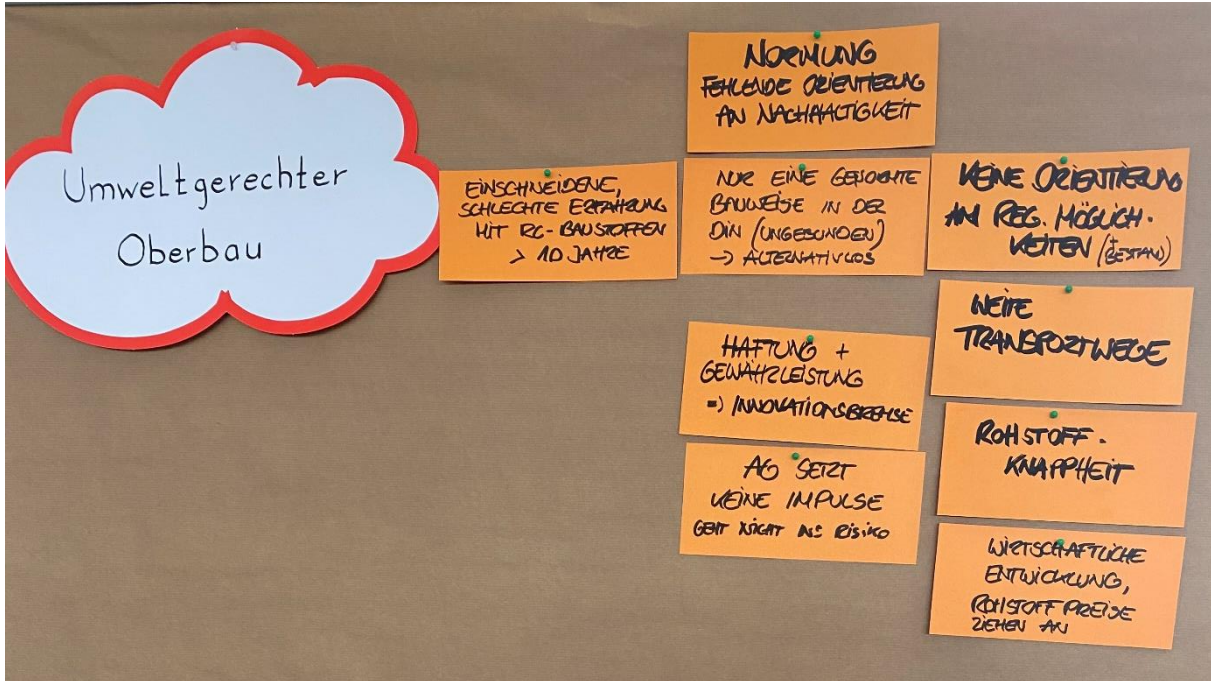 Umweltgerechter
Oberbau
EINSCHNEIDENE,
SCHLECHTE ERFAHRUNG
MIT RC-BAUSTOFFEN
> 10 JAHRE
NORMUNG
FEHLENDE ORIENTIERUNG
AN NACHHALTIGKEIT
NUR EINE GENORMTE
BAUWEISE IN DER
DIN (UNGEBUNDEN)
-> ALTERNATIVLOS
HAFTUNG +
GEWÄHRLEISTUNG
=) INNOVATIONSBREMSE
AG SETZT
KEINE IMPULSE
GEHT NICHT INS RISIKO
KEINE ORIENTIERUNG
AN REG. MÖGLICH-
KEITEN (+ BESTAND)
WEITE
TRANSPORTWEGE
ROHSTOFF-
KNAPPHEIT
WIRTSCHAFTLICHE
ENTWICKLUNG,
ROHSTOFFPREISE
ZIEHEN AN